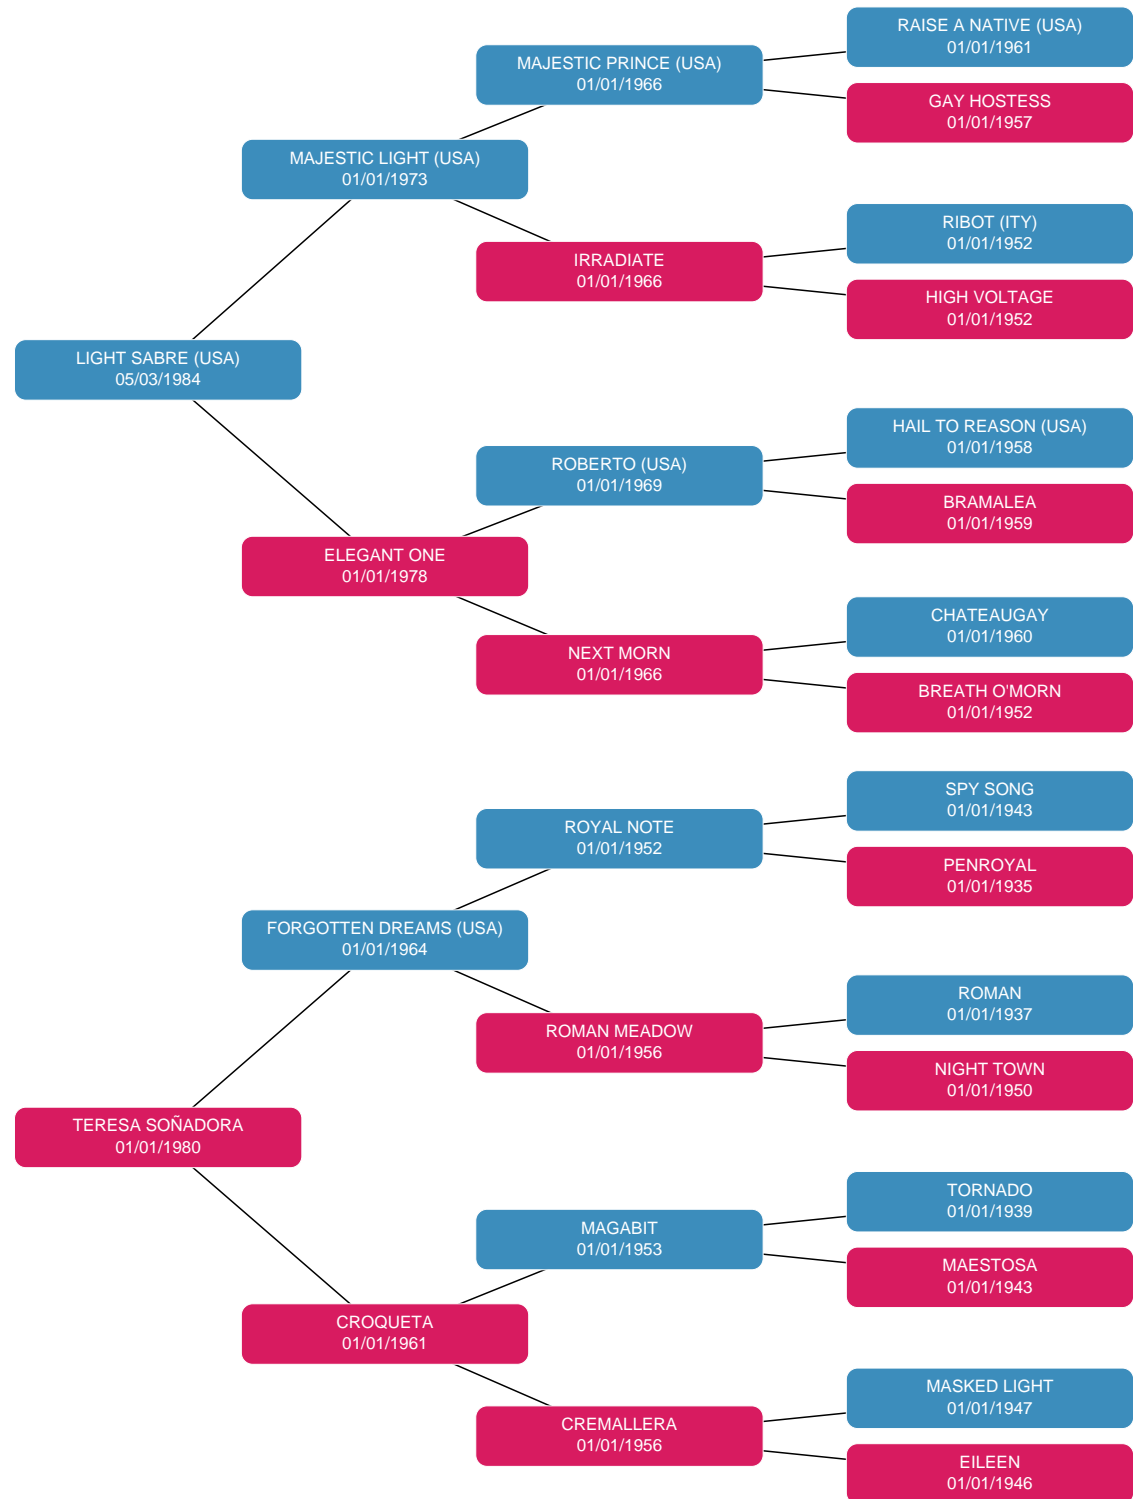 RAISE A NATIVE (USA)
01/01/1961
MAJESTIC PRINCE (USA)
01/01/1966
GAY HOSTESS
01/01/1957
MAJESTIC LIGHT (USA)
01/01/1973
RIBOT (ITY)
01/01/1952
IRRADIATE
01/01/1966
HIGH VOLTAGE
01/01/1952
LIGHT SABRE (USA)
05/03/1984
HAIL TO REASON (USA)
01/01/1958
ROBERTO (USA)
01/01/1969
BRAMALEA
01/01/1959
ELEGANT ONE
01/01/1978
CHATEAUGAY
01/01/1960
NEXT MORN
01/01/1966
BREATH O'MORN
01/01/1952
SPY SONG
01/01/1943
ROYAL NOTE
01/01/1952
PENROYAL
01/01/1935
FORGOTTEN DREAMS (USA)
01/01/1964
ROMAN
01/01/1937
ROMAN MEADOW
01/01/1956
NIGHT TOWN
01/01/1950
TERESA SOÑADORA
01/01/1980
TORNADO
01/01/1939
MAGABIT
01/01/1953
MAESTOSA
01/01/1943
CROQUETA
01/01/1961
MASKED LIGHT
01/01/1947
CREMALLERA
01/01/1956
EILEEN
01/01/1946